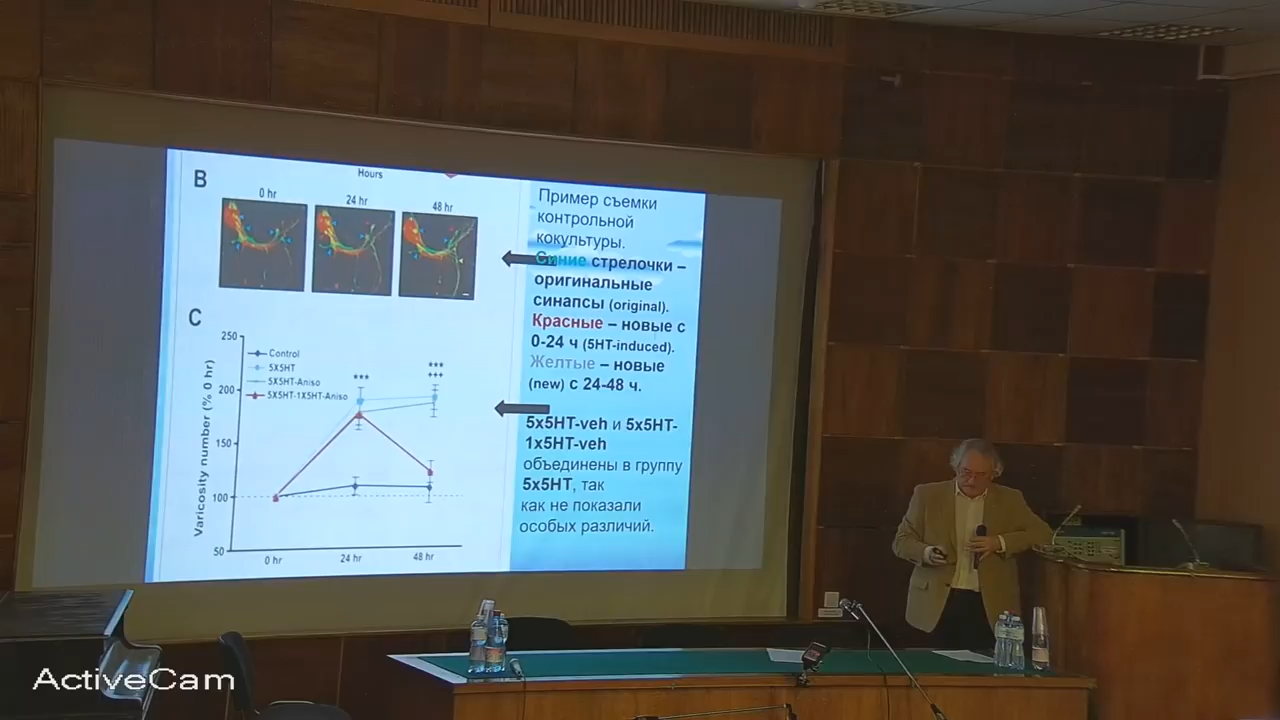 Hours
B
0 hr
24 hr
48 hr
Пример съемки
контрольной
кокультуры.
Синие стрелочки –
оригинальные
синапсы (original).
Красные – новые с
0-24 ч (5HT-induced).
Желтые – новые
(new) с 24-48 ч.
5x5HT-veh и 5x5HT-
1x5HT-veh
объединены в группу
5x5HT, так
как не показали
особых различий.
C
Varicosity number (% 0 hr)
250
200
150
100
50
Control
5X5HT
5X5HT-Aniso
5X5HT-1X5HT-Aniso
***
***
+++
0 hr
24 hr
48 hr
ActiveCam